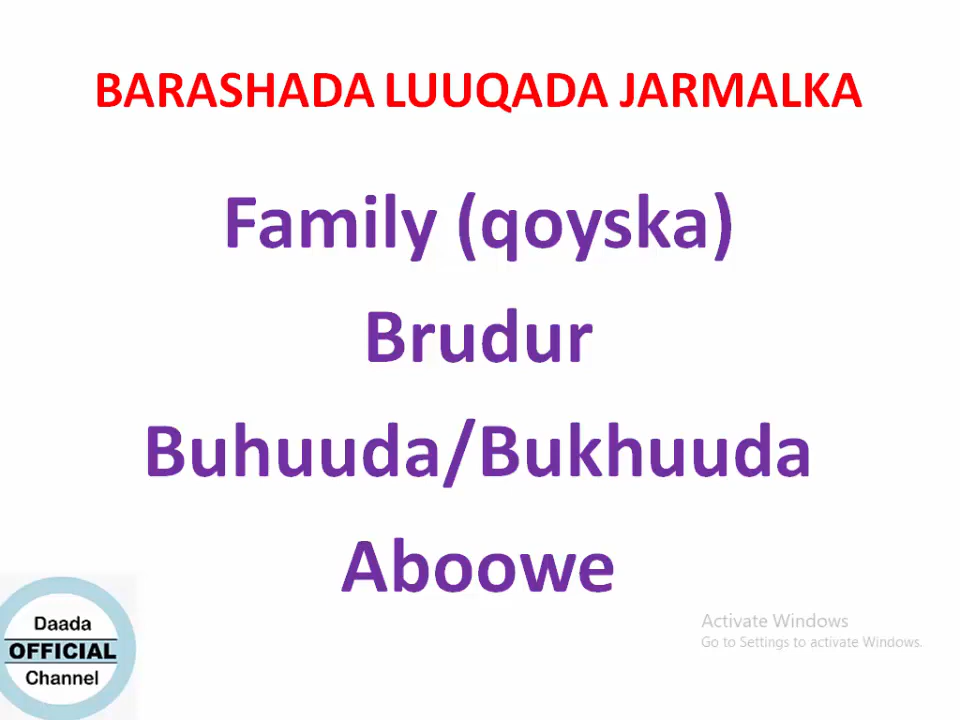 BARASHADA LUUQADA JARMALKA
Family (qoyska)
Brudur
Buhuuda/Bukhuuda
Aboowe
Daada
OFFICIAL
Channel
Activate Windows
Go to Settings to activate Windows.